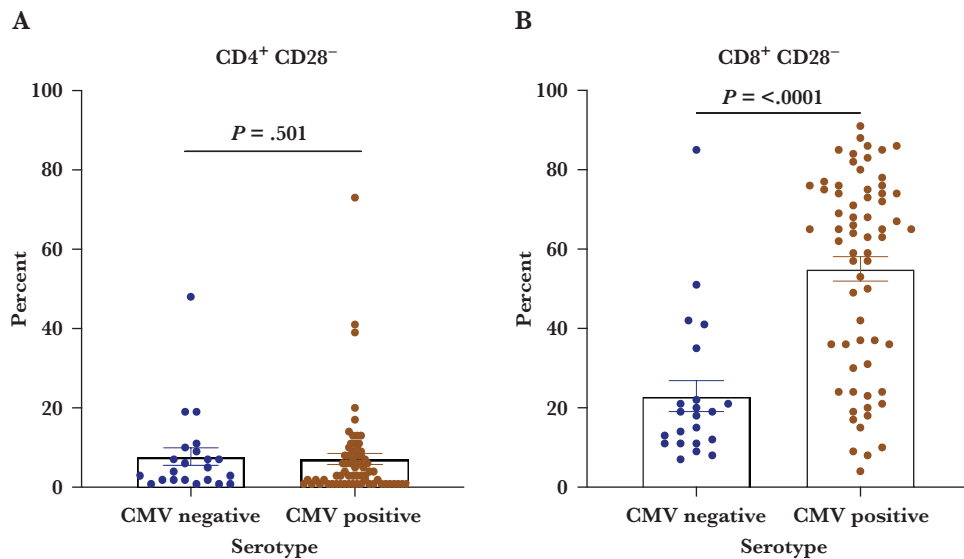 A
CD4⁺ CD28⁻
100
80
60
40
20
0
Percent
P = .501
CMV negative CMV positive
Serotype
B
CD8⁺ CD28⁻
100
80
60
40
20
0
Percent
P = <.0001
CMV negative CMV positive
Serotype